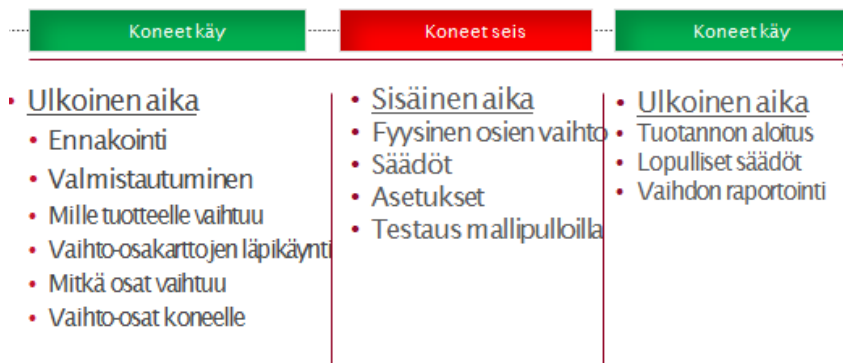 Koneet käy
Koneet seis
Koneet käy
Ulkoinen aika
Ennakointi
Valmistautuminen
Mille tuotteelle vaihtuu
Vaihto-osakarttojen läpikäynti
Mitkä osat vaihtuu
Vaihto-osat koneelle
Sisäinen aika
Fyysinen osien vaihto
Säädöt
Asetukset
Testaus mallipulloilla
Ulkoinen aika
Tuotannon aloitus
Lopulliset säädöt
Vaihdon raportointi